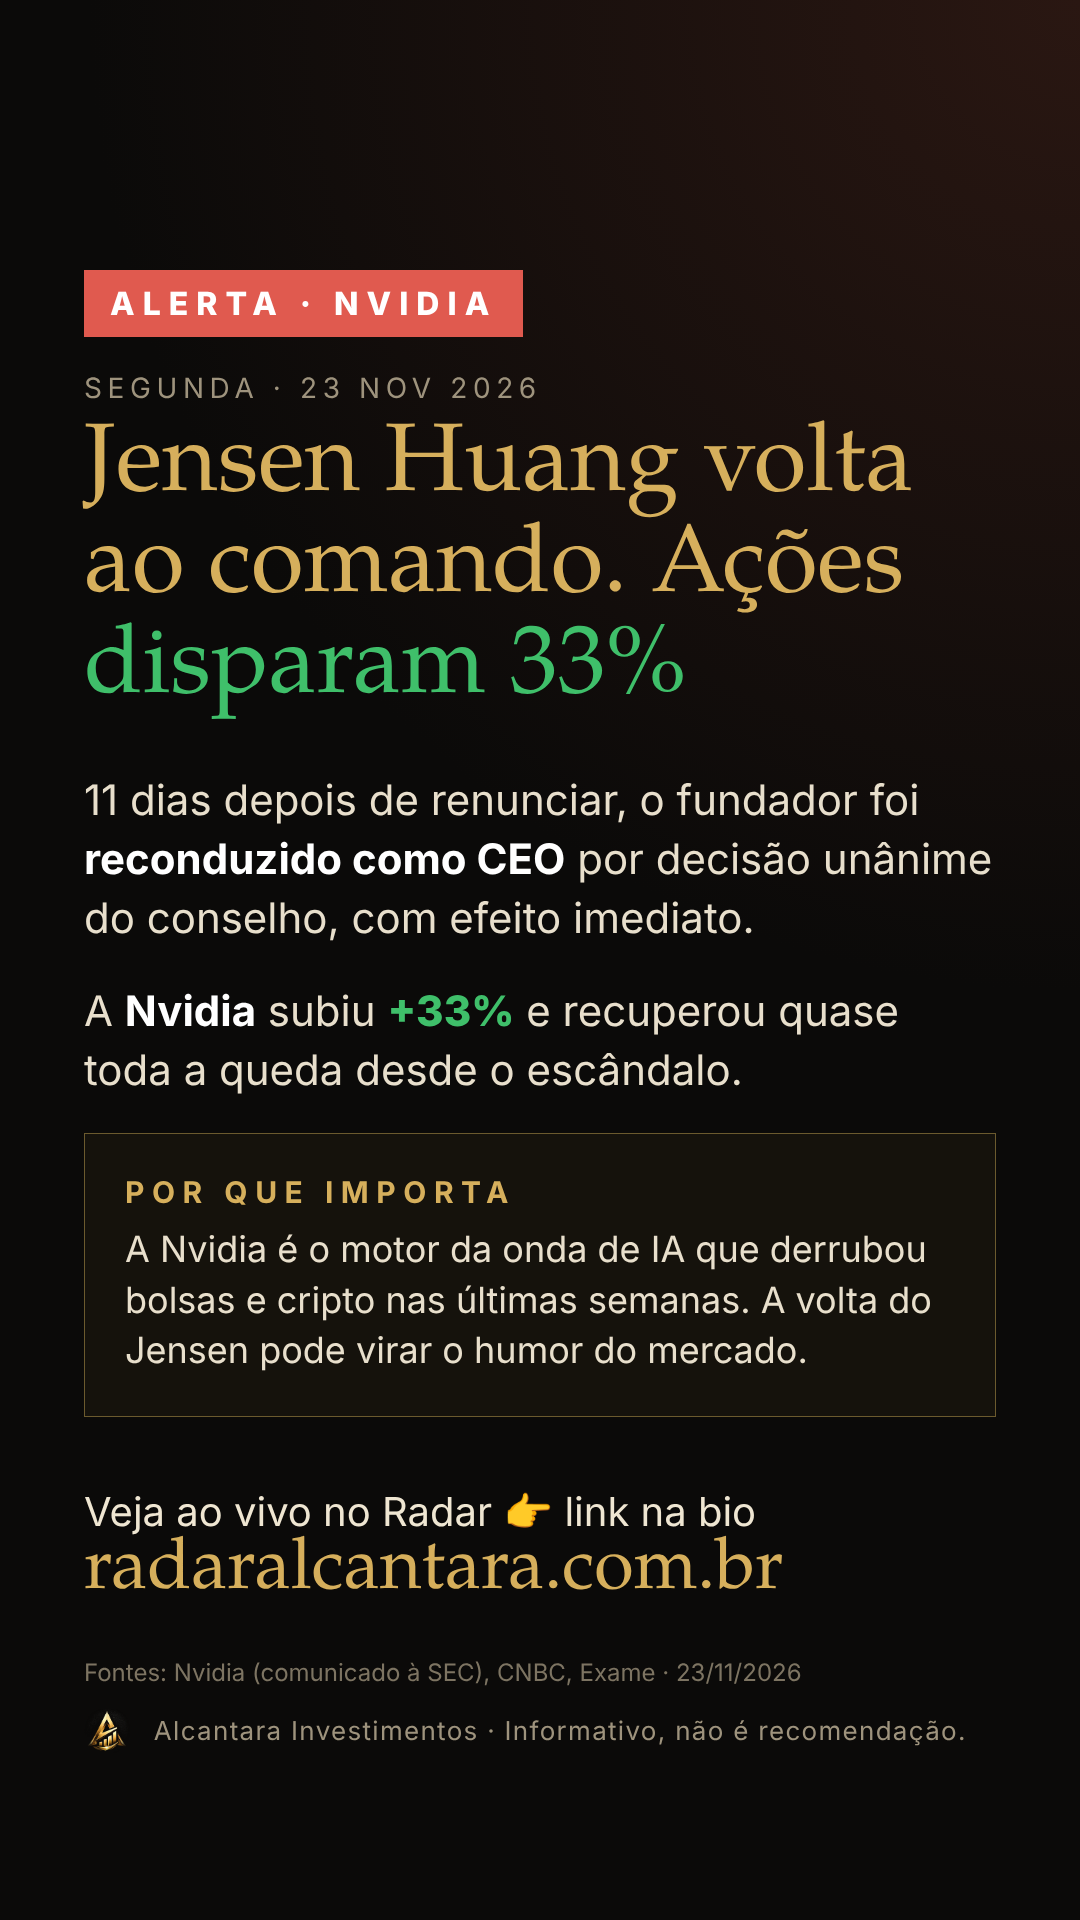 ALERTA · NVIDIA
SEGUNDA · 23 NOV 2026
Jensen Huang volta
ao comando. Ações
disparam 33%
11 dias depois de renunciar, o fundador foi
reconduzido como CEO por decisão unânime
do conselho, com efeito imediato.
A Nvidia subiu +33% e recuperou quase
toda a queda desde o escândalo.
POR QUE IMPORTA
A Nvidia é o motor da onda de IA que derrubou
bolsas e cripto nas últimas semanas. A volta do
Jensen pode virar o humor do mercado.
Veja ao vivo no Radar 👉 link na bio
radaralcantara.com.br
Fontes: Nvidia (comunicado à SEC), CNBC, Exame · 23/11/2026
Alcantara Investimentos · Informativo, não é recomendação.